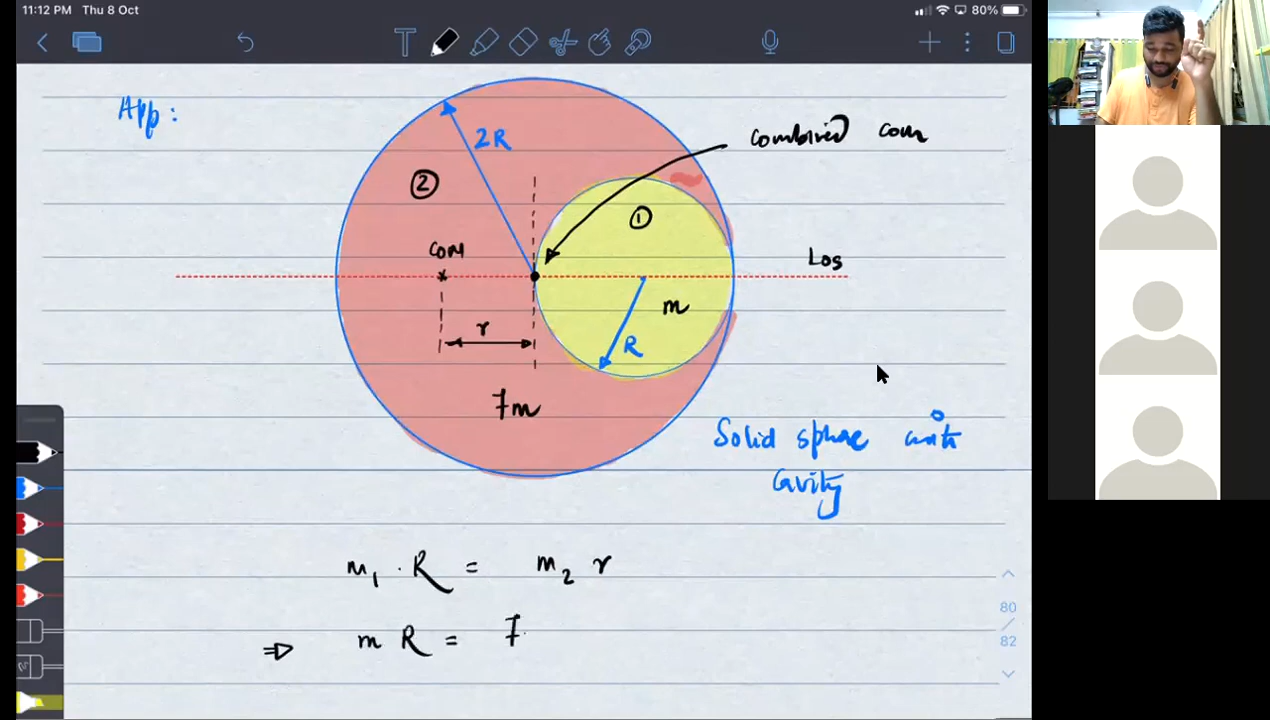 11:12 PM Thu 8 Oct
80%
T
App:
2R
combined com
②
①
com
Los
m
r
R
7m
Solid sphere with
cavity
m₁ . R = m₂ r
⇒ m R = 7
80
/
82